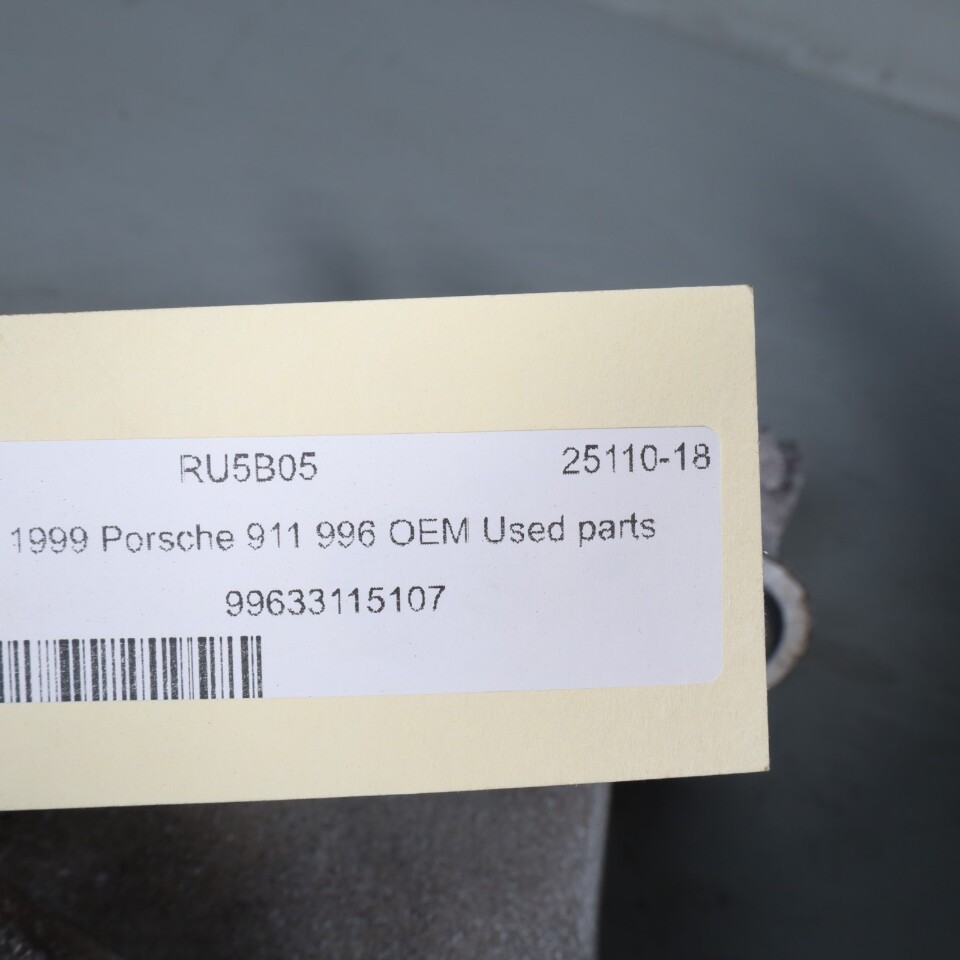 RU5B05 25110-18
1999 Porsche 911 996 OEM Used parts
99633115107